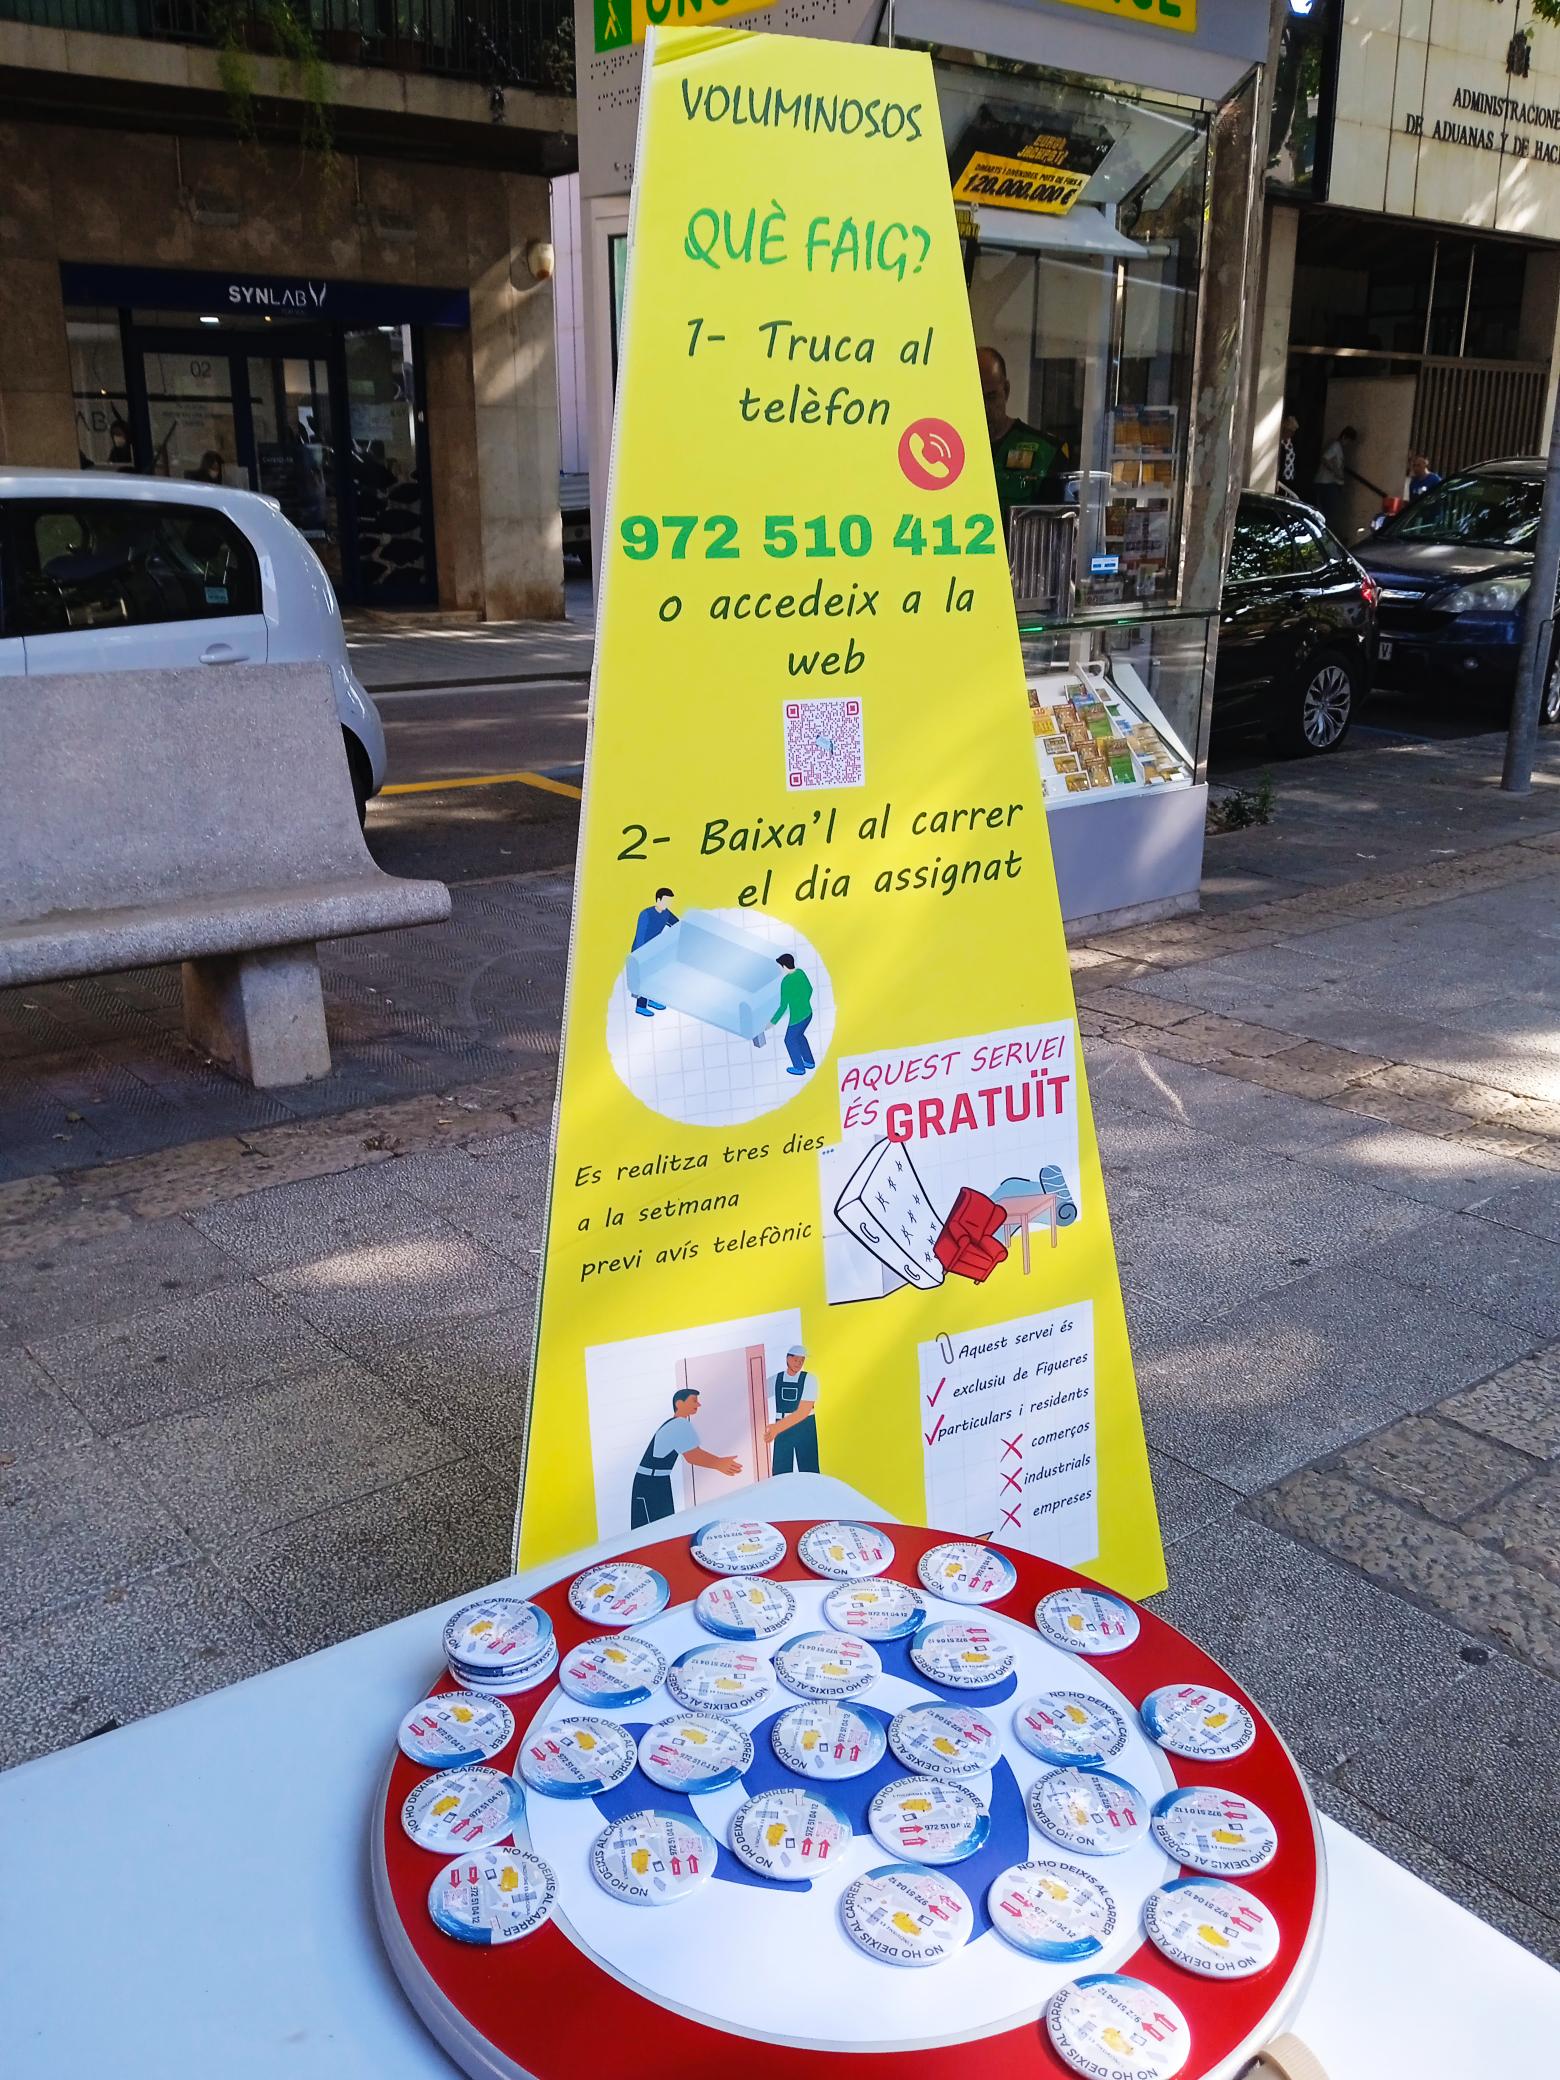 VOLUMINOSOS
QUÈ FAIG?
1- Truca al
telèfon
972 510 412
o accedeix a la
web
2- Baixa'l al carrer
el dia assignat
AQUEST SERVEI
ÉS GRATUÏT
Es realitza tres dies
a la setmana
previ avís telefònic
Aquest servei és
exclusiu de Figueres
particulars i residents
comerços
industrials
empreses
SYNLAB
02
120.000.000 €
DE ADUANAS Y DE
NO HO DEIXIS AL CARRER
972 51 04 12